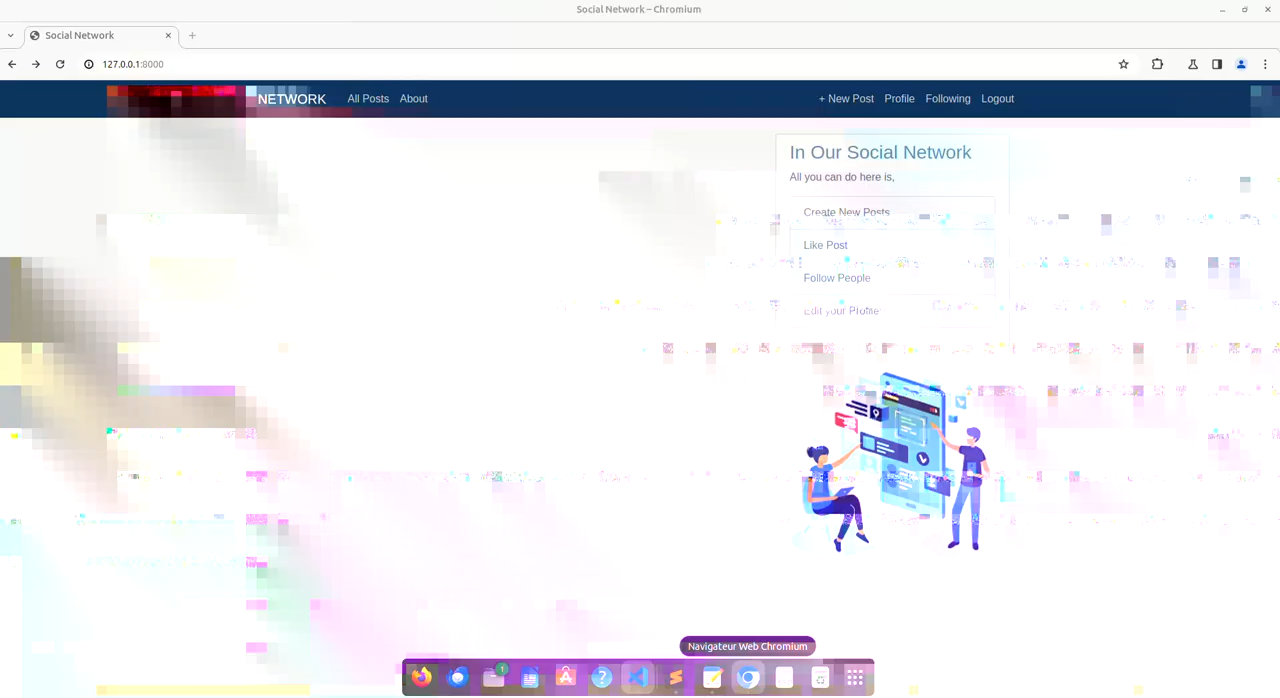 Social Network – Chromium
Social Network
127.0.0.1:8000
NETWORK All Posts About + New Post Profile Following Logout
In Our Social Network
All you can do here is,
Create New Posts
Like Post
Follow People
Edit your Profile
Navigateur Web Chromium
1